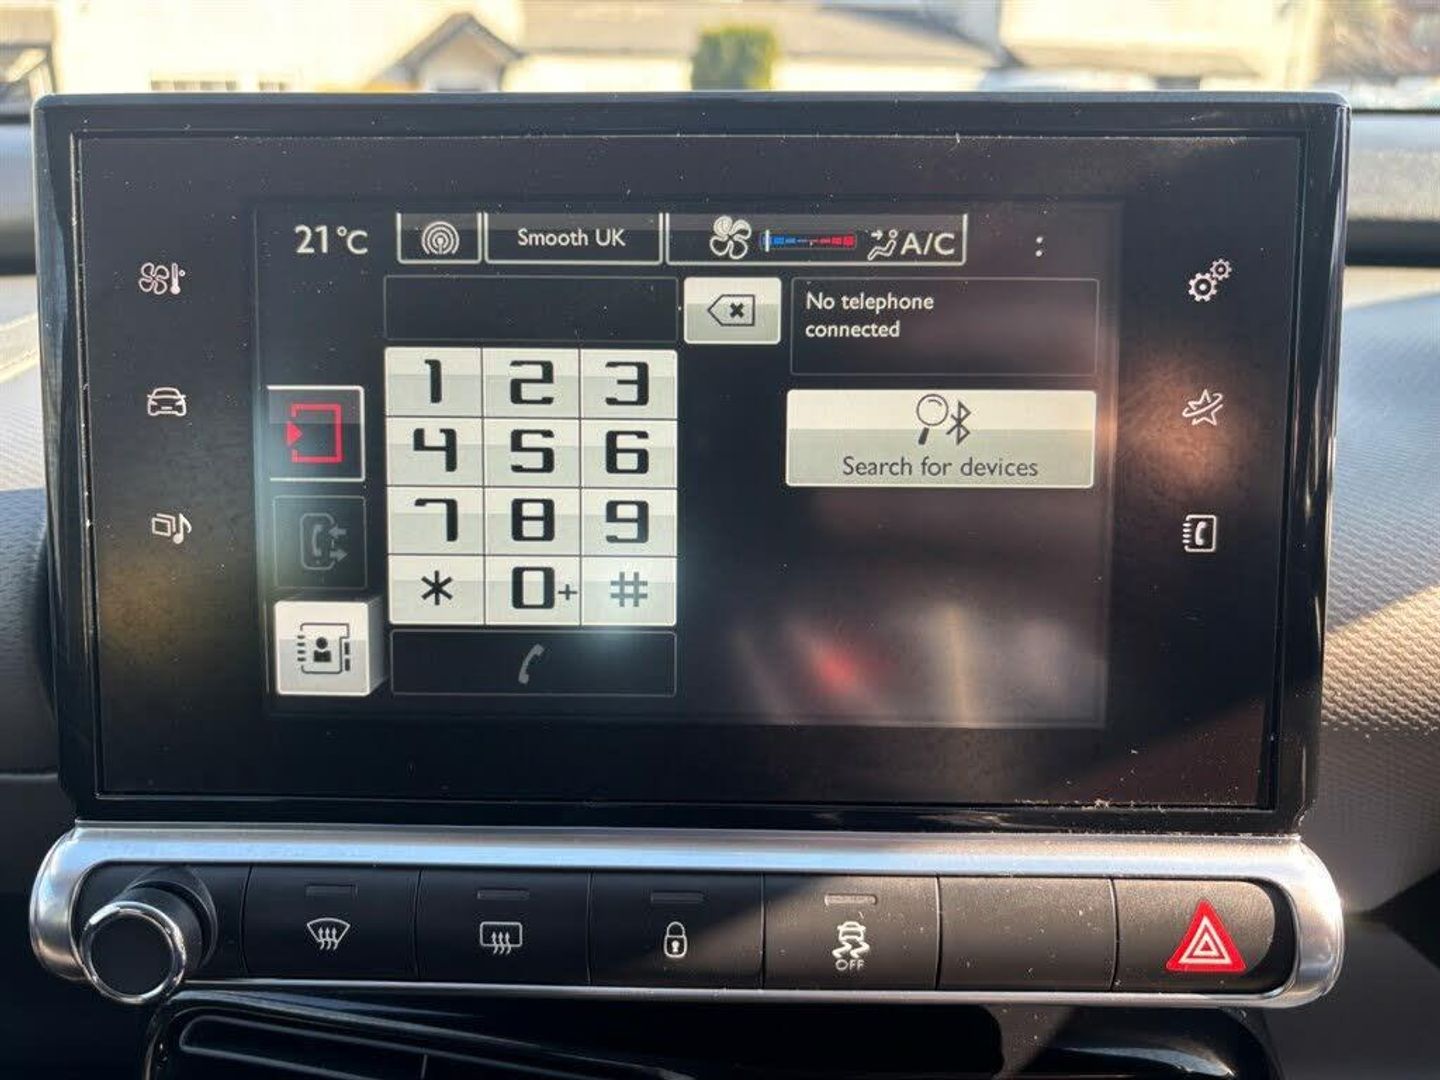 21°C
Smooth UK
A/C
No telephone
connected
1 2 3
4 5 6
7 8 9
* 0+ #
Search for devices
OFF